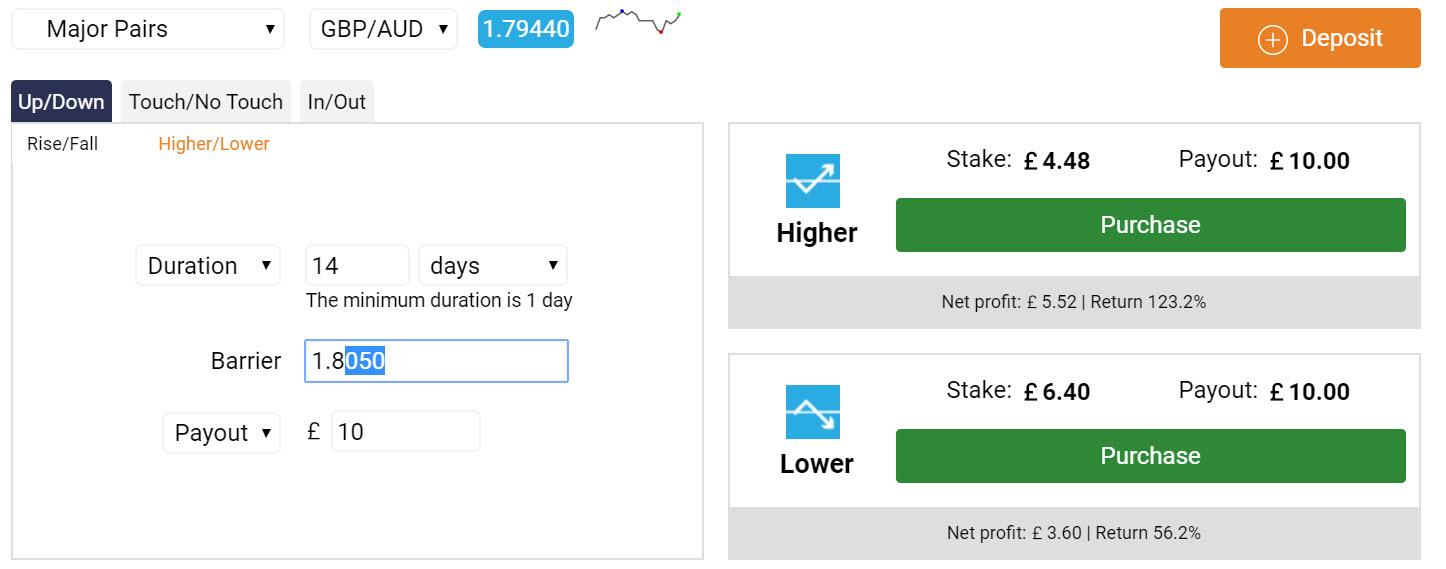 Major Pairs GBP/AUD 1.79440
Deposit
Up/Down Touch/No Touch In/Out
Rise/Fall Higher/Lower
Duration 14 days
The minimum duration is 1 day
Barrier 1.8050
Payout £ 10
Higher
Stake: £ 4.48 Payout: £ 10.00
Purchase
Net profit: £ 5.52 | Return 123.2%
Lower
Stake: £ 6.40 Payout: £ 10.00
Purchase
Net profit: £ 3.60 | Return 56.2%